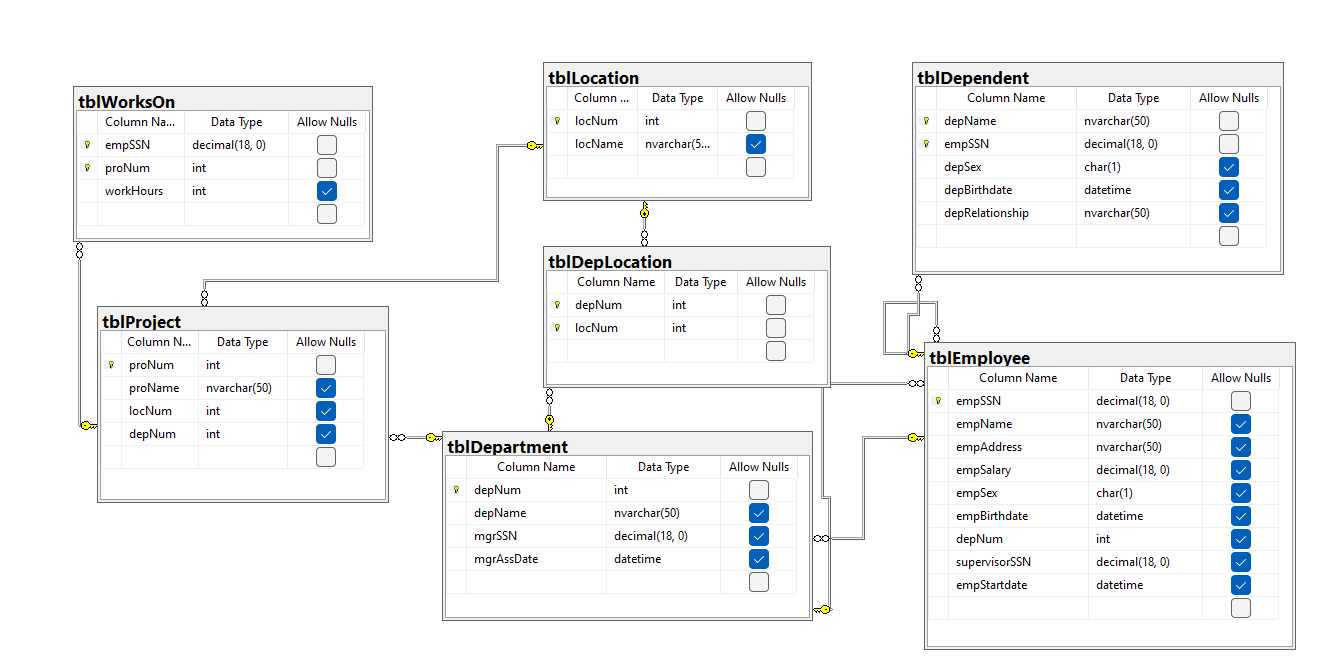 tblWorksOn
Column Na... Data Type Allow Nulls
empSSN decimal(18, 0)
proNum int
workHours int
tblLocation
Column ... Data Type Allow Nulls
locNum int
locName nvarchar(5...
tblDependent
Column Name Data Type Allow Nulls
depName nvarchar(50)
empSSN decimal(18, 0)
depSex char(1)
depBirthdate datetime
depRelationship nvarchar(50)
tblDepLocation
Column Name Data Type Allow Nulls
depNum int
locNum int
tblProject
Column N... Data Type Allow Nulls
proNum int
proName nvarchar(50)
locNum int
depNum int
tblDepartment
Column Name Data Type Allow Nulls
depNum int
depName nvarchar(50)
mgrSSN decimal(18, 0)
mgrAssDate datetime
tblEmployee
Column Name Data Type Allow Nulls
empSSN decimal(18, 0)
empName nvarchar(50)
empAddress nvarchar(50)
empSalary decimal(18, 0)
empSex char(1)
empBirthdate datetime
depNum int
supervisorSSN decimal(18, 0)
empStartdate datetime